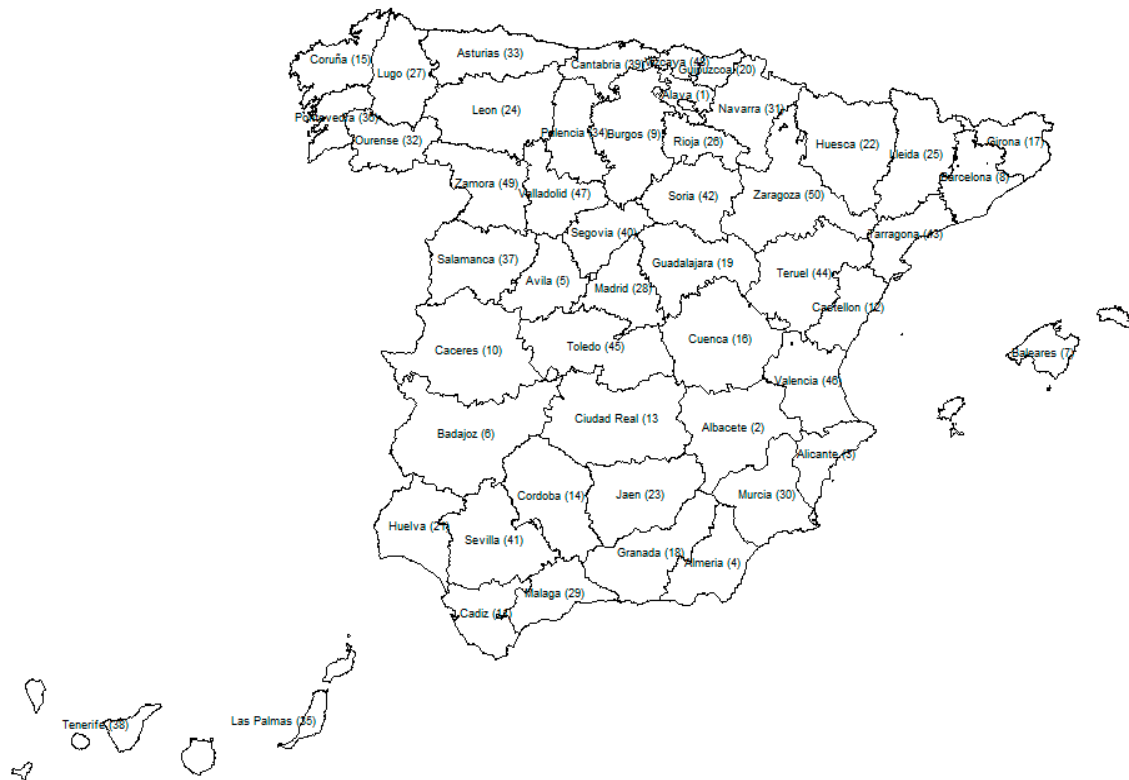 Asturias (33)
Coruña (15)
Cantabria (39)
Lugo (27)
Guipuzcoal (20)
Alava (1)
Leon (24)
Navarra (31)
Pontevedra (36)
Palencia (34)
Burgos (9)
Ourense (32)
Rioja (26)
Huesca (22)
Lleida (25)
Girona (17)
Barcelona (8)
Zamora (49)
Valladolid (47)
Soria (42)
Zaragoza (50)
Segovia (40)
Tarragona (43)
Salamanca (37)
Guadalajara (19
Avila (5)
Madrid (28)
Teruel (44)
Castellon (12)
Caceres (10)
Toledo (45)
Cuenca (16)
Baleares (7)
Valencia (46)
Ciudad Real (13
Badajoz (6)
Albacete (2)
Alicante (3)
Cordoba (14)
Jaen (23)
Murcia (30)
Huelva (21)
Sevilla (41)
Granada (18)
Almeria (4)
Malaga (29)
Cadiz
Las Palmas (35)
Tenerife (38)